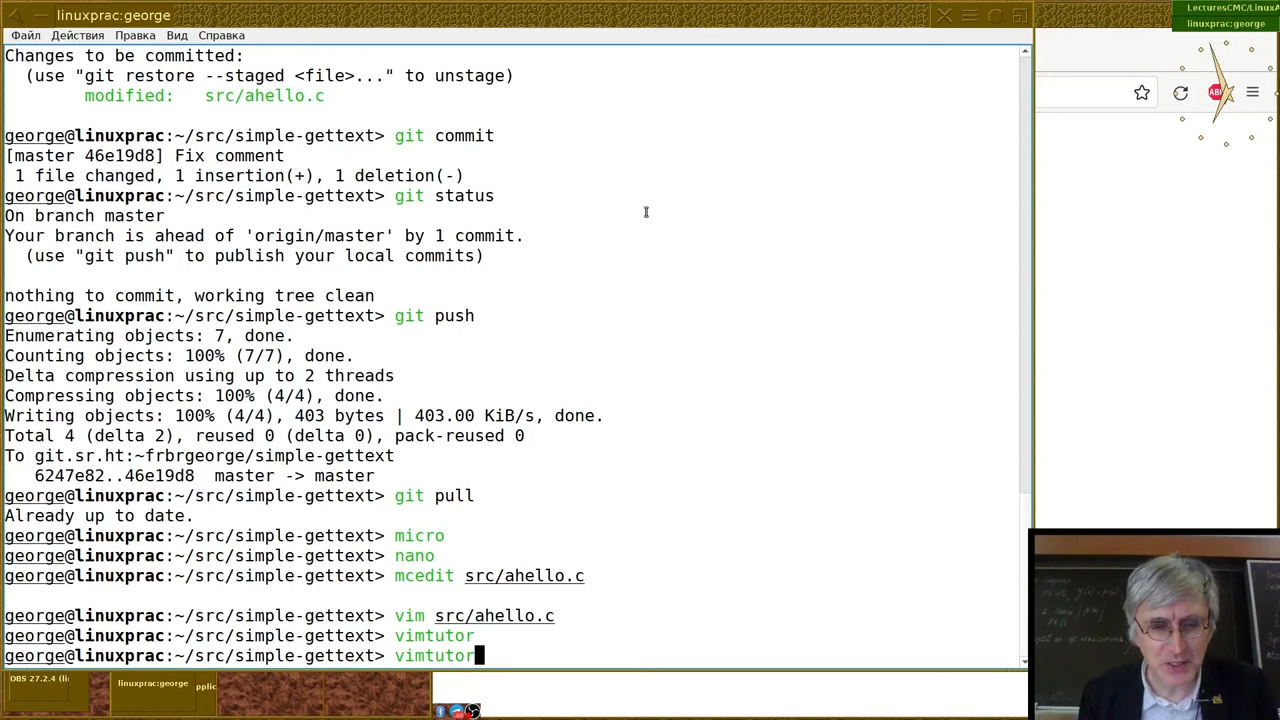 linuxprac:george
LecturesCMC/LinuxA
linuxprac:george
Файл Действия Правка Вид Справка
Changes to be committed:
(use "git restore --staged <file>..." to unstage)
modified: src/ahello.c
george@linuxprac:~/src/simple-gettext> git commit
[master 46e19d8] Fix comment
1 file changed, 1 insertion(+), 1 deletion(-)
george@linuxprac:~/src/simple-gettext> git status
On branch master
Your branch is ahead of 'origin/master' by 1 commit.
(use "git push" to publish your local commits)
nothing to commit, working tree clean
george@linuxprac:~/src/simple-gettext> git push
Enumerating objects: 7, done.
Counting objects: 100% (7/7), done.
Delta compression using up to 2 threads
Compressing objects: 100% (4/4), done.
Writing objects: 100% (4/4), 403 bytes | 403.00 KiB/s, done.
Total 4 (delta 2), reused 0 (delta 0), pack-reused 0
To git.sr.ht:~frbrgeorge/simple-gettext
6247e82..46e19d8 master -> master
george@linuxprac:~/src/simple-gettext> git pull
Already up to date.
george@linuxprac:~/src/simple-gettext> micro
george@linuxprac:~/src/simple-gettext> nano
george@linuxprac:~/src/simple-gettext> mcedit src/ahello.c
george@linuxprac:~/src/simple-gettext> vim src/ahello.c
george@linuxprac:~/src/simple-gettext> vimtutor
george@linuxprac:~/src/simple-gettext> vimtutor
OBS 27.2.4 (li
linuxprac:george
pplic